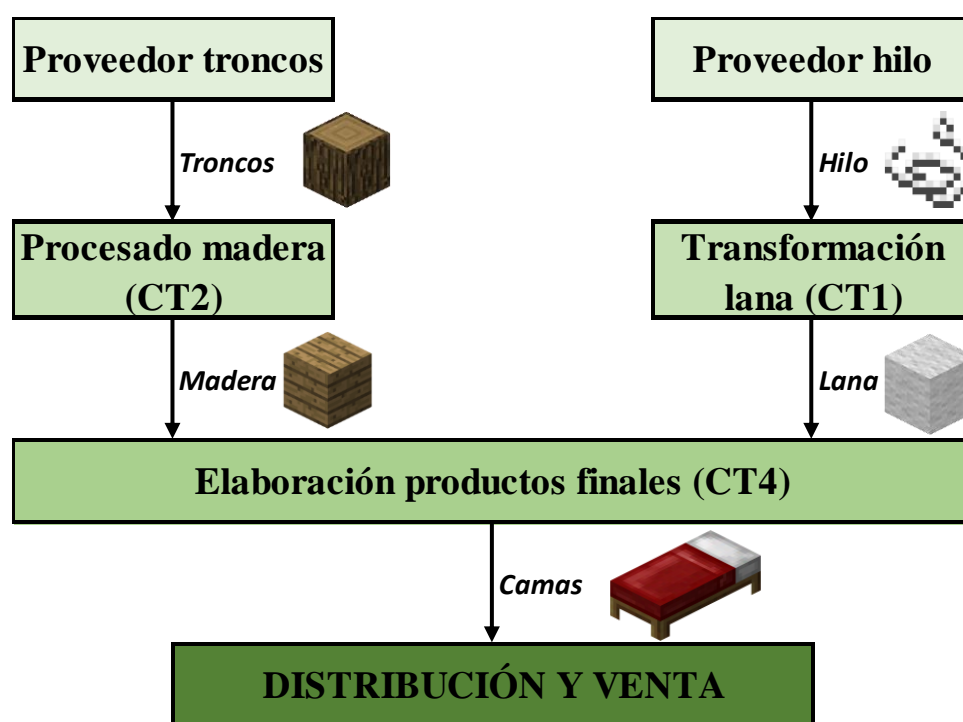 Proveedor troncos
Proveedor hilo
Troncos
Hilo
Procesado madera
(CT2)
Transformación
lana (CT1)
Madera
Lana
Elaboración productos finales (CT4)
Camas
DISTRIBUCIÓN Y VENTA